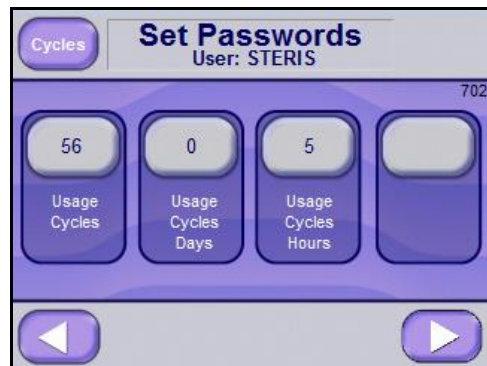 Cycles
Set Passwords
User: STERIS
702
56
0
5
Usage
Cycles
Usage
Cycles
Days
Usage
Cycles
Hours